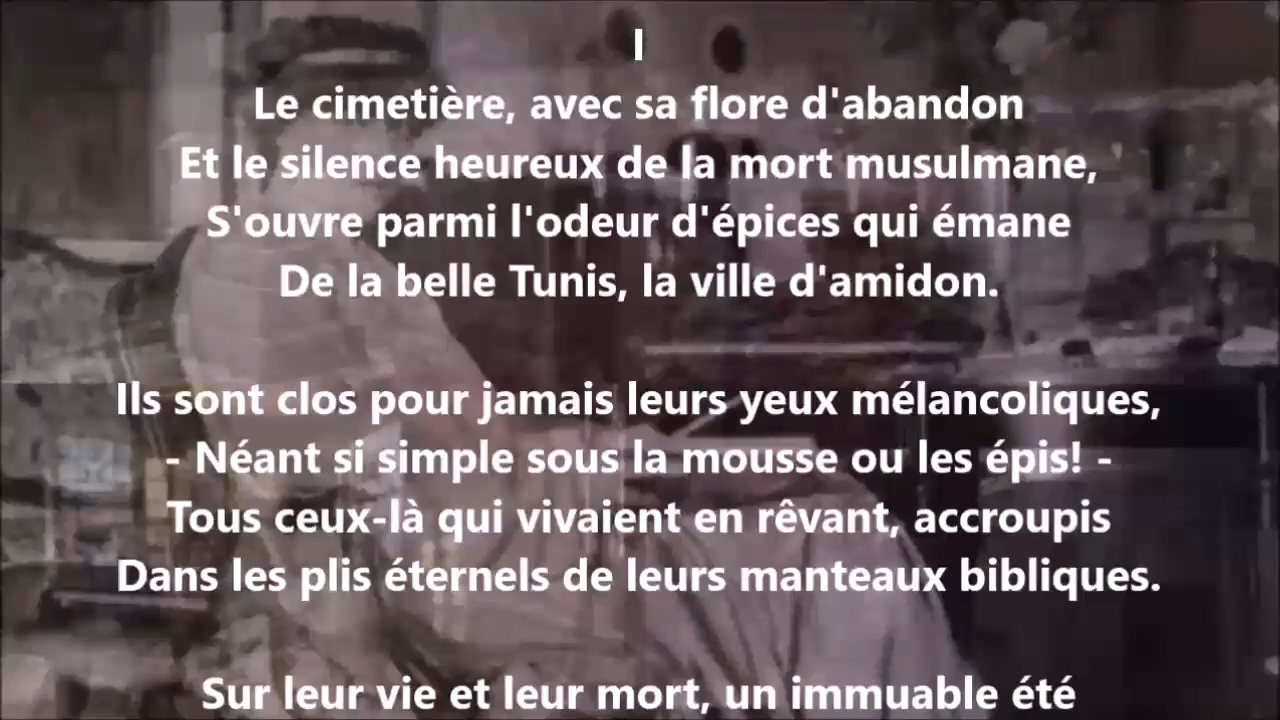 I
Le cimetière, avec sa flore d'abandon
Et le silence heureux de la mort musulmane,
S'ouvre parmi l'odeur d'épices qui émane
De la belle Tunis, la ville d'amidon.
Ils sont clos pour jamais leurs yeux mélancoliques,
- Néant si simple sous la mousse ou les épis! -
Tous ceux-là qui vivaient en rêvant, accroupis
Dans les plis éternels de leurs manteaux bibliques.
Sur leur vie et leur mort, un immuable été